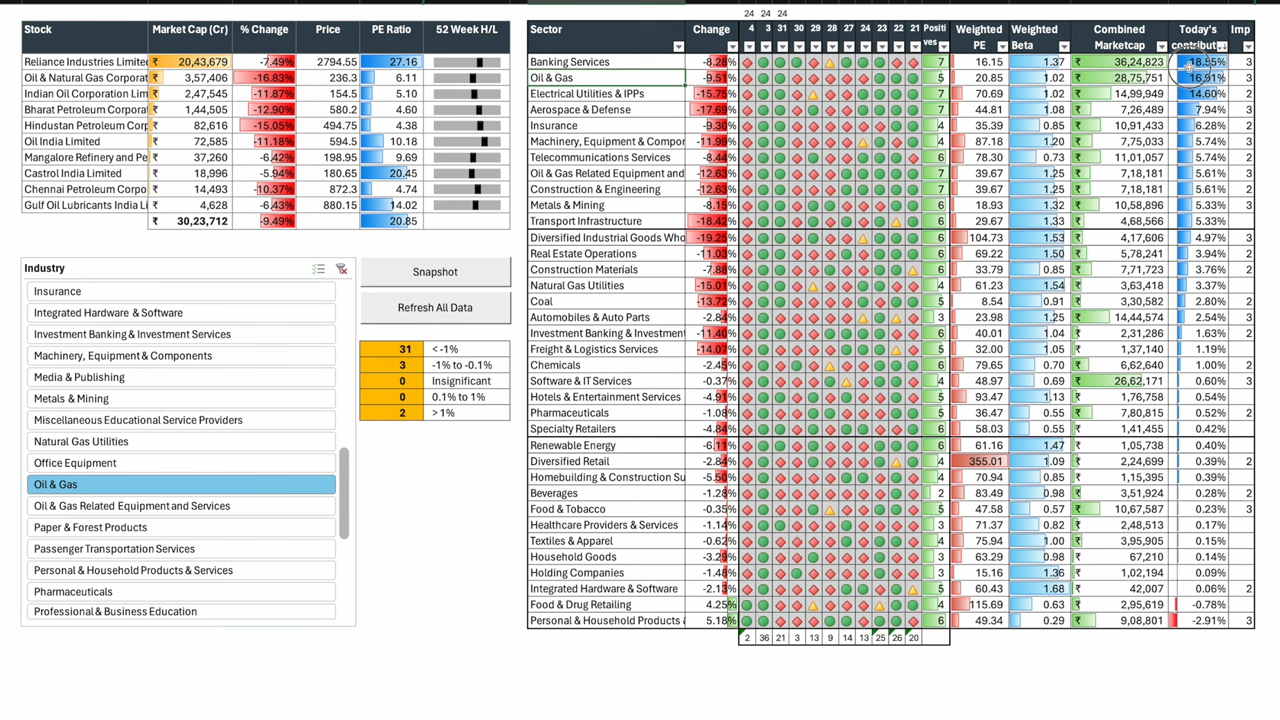 Stock Market Cap (Cr) % Change Price PE Ratio 52 Week H/L
Reliance Industries Limitec ₹ 20,43,679 -7.49% 2794.55 27.16
Oil & Natural Gas Corporat ₹ 3,57,406 -16.83% 236.3 6.11
Indian Oil Corporation Lim ₹ 2,47,545 -11.87% 154.5 5.10
Bharat Petroleum Corpora ₹ 1,44,505 -12.90% 580.2 4.60
Hindustan Petroleum Corp ₹ 82,616 -15.05% 494.75 4.38
Oil India Limited ₹ 72,585 -11.18% 594.5 10.18
Mangalore Refinery and Pe ₹ 37,260 -6.42% 198.95 9.69
Castrol India Limited ₹ 18,996 -5.94% 180.65 20.45
Chennai Petroleum Corpo ₹ 14,493 -10.37% 872.3 4.74
Gulf Oil Lubricants India Li ₹ 4,628 -6.43% 880.15 14.02
₹ 30,23,712 -9.49% 20.85
Industry
Insurance
Integrated Hardware & Software
Investment Banking & Investment Services
Machinery, Equipment & Components
Media & Publishing
Metals & Mining
Miscellaneous Educational Service Providers
Natural Gas Utilities
Office Equipment
Oil & Gas
Oil & Gas Related Equipment and Services
Paper & Forest Products
Passenger Transportation Services
Personal & Household Products & Services
Pharmaceuticals
Professional & Business Education
Snapshot
Refresh All Data
31 < -1%
3 -1% to -0.1%
0 Insignificant
0 0.1% to 1%
2 > 1%
24 24 24
Sector Change 4 3 31 30 29 28 27 24 23 22 21 Positi ves Weighted PE Weighted Beta Combined Marketcap Today's contribut Imp
Banking Services -8.28% 7 16.15 1.37 ₹ 36,24,823 18.55% 3
Oil & Gas -9.51% 7 20.85 1.02 ₹ 28,75,751 16.91% 3
Electrical Utilities & IPPs -15.75% 7 70.69 1.02 ₹ 14,99,949 14.60% 2
Aerospace & Defense -17.69% 7 44.81 1.08 ₹ 7,26,489 7.94% 3
Insurance -9.30% 4 35.39 0.85 ₹ 10,91,433 6.28% 2
Machinery, Equipment & Compor -11.99% 6 87.18 1.20 ₹ 7,75,033 5.74% 3
Telecommunications Services -8.44% 6 78.30 0.73 ₹ 11,01,057 5.74% 2
Oil & Gas Related Equipment and -12.63% 7 39.67 1.25 ₹ 7,18,181 5.61% 3
Construction & Engineering -12.63% 7 39.67 1.25 ₹ 7,18,181 5.61% 2
Metals & Mining -8.15% 6 18.93 1.32 ₹ 10,58,896 5.33% 3
Transport Infrastructure -18.42% 6 29.67 1.33 ₹ 4,68,566 5.33%
Diversified Industrial Goods Who -19.25% 6 104.73 1.53 ₹ 4,17,606 4.97% 3
Real Estate Operations -11.03% 6 69.22 1.50 ₹ 5,78,241 3.94% 2
Construction Materials -7.88% 6 33.79 0.85 ₹ 7,71,723 3.76% 2
Natural Gas Utilities -15.01% 4 61.23 1.54 ₹ 3,63,418 3.37%
Coal -13.72% 5 8.54 0.91 ₹ 3,30,582 2.80% 2
Automobiles & Auto Parts -2.84% 3 23.98 1.25 ₹ 14,44,574 2.54% 3
Investment Banking & Investment -11.40% 6 40.01 1.04 ₹ 2,31,286 1.63% 2
Freight & Logistics Services -14.07% 5 32.00 1.05 ₹ 1,37,140 1.19%
Chemicals -2.45% 6 79.65 0.70 ₹ 6,62,640 1.00% 2
Software & IT Services -0.37% 4 48.97 0.69 ₹ 26,62,171 0.60% 3
Hotels & Entertainment Services -4.91% 5 93.47 1.13 ₹ 1,76,758 0.54%
Pharmaceuticals -1.08% 5 36.47 0.55 ₹ 7,80,815 0.52% 2
Specialty Retailers -4.84% 6 58.03 0.55 ₹ 1,41,455 0.42%
Renewable Energy -6.11% 6 61.16 1.47 ₹ 1,05,738 0.40%
Diversified Retail -2.84% 4 355.01 1.09 ₹ 2,24,699 0.39% 2
Homebuilding & Construction Su -5.50% 4 70.94 0.85 ₹ 1,15,395 0.39%
Beverages -1.28% 2 83.49 0.98 ₹ 3,51,924 0.28% 2
Food & Tobacco -0.35% 5 47.58 0.57 ₹ 10,67,587 0.23% 3
Healthcare Providers & Services -1.14% 3 71.37 0.82 ₹ 2,48,513 0.17%
Textiles & Apparel -0.62% 4 75.94 1.00 ₹ 3,95,905 0.15%
Household Goods -3.29% 3 63.29 0.98 ₹ 67,210 0.14%
Holding Companies -1.48% 3 15.16 1.36 ₹ 1,02,194 0.09%
Integrated Hardware & Software -2.13% 5 60.43 1.68 ₹ 42,007 0.06% 2
Food & Drug Retailing 4.25% 4 115.69 0.63 ₹ 2,95,619 -0.78%
Personal & Household Products & 5.18% 6 49.34 0.29 ₹ 9,08,801 -2.91% 3
2 36 21 3 13 9 14 13 25 26 20